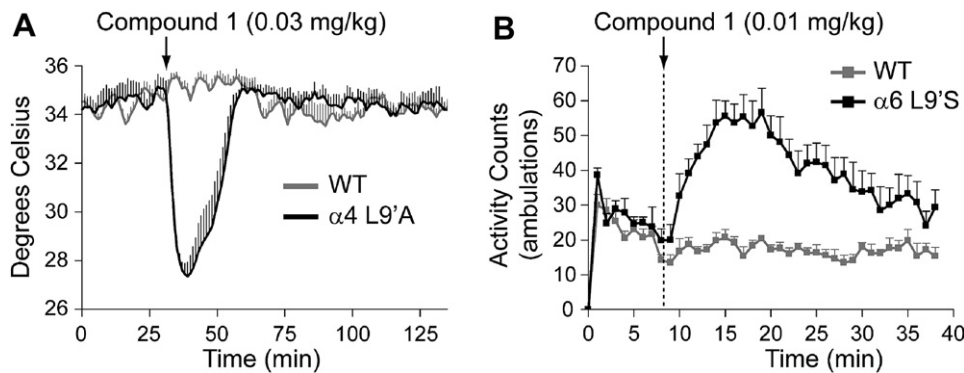 A
Compound 1 (0.03 mg/kg)
Degrees Celsius
36
34
32
30
28
26
WT
α4 L9’A
0
25
50
75
100
125
Time (min)
B
Compound 1 (0.01 mg/kg)
Activity Counts
(ambulations)
70
60
50
40
30
20
10
0
WT
α6 L9’S
0
5
10
15
20
25
30
35
40
Time (min)